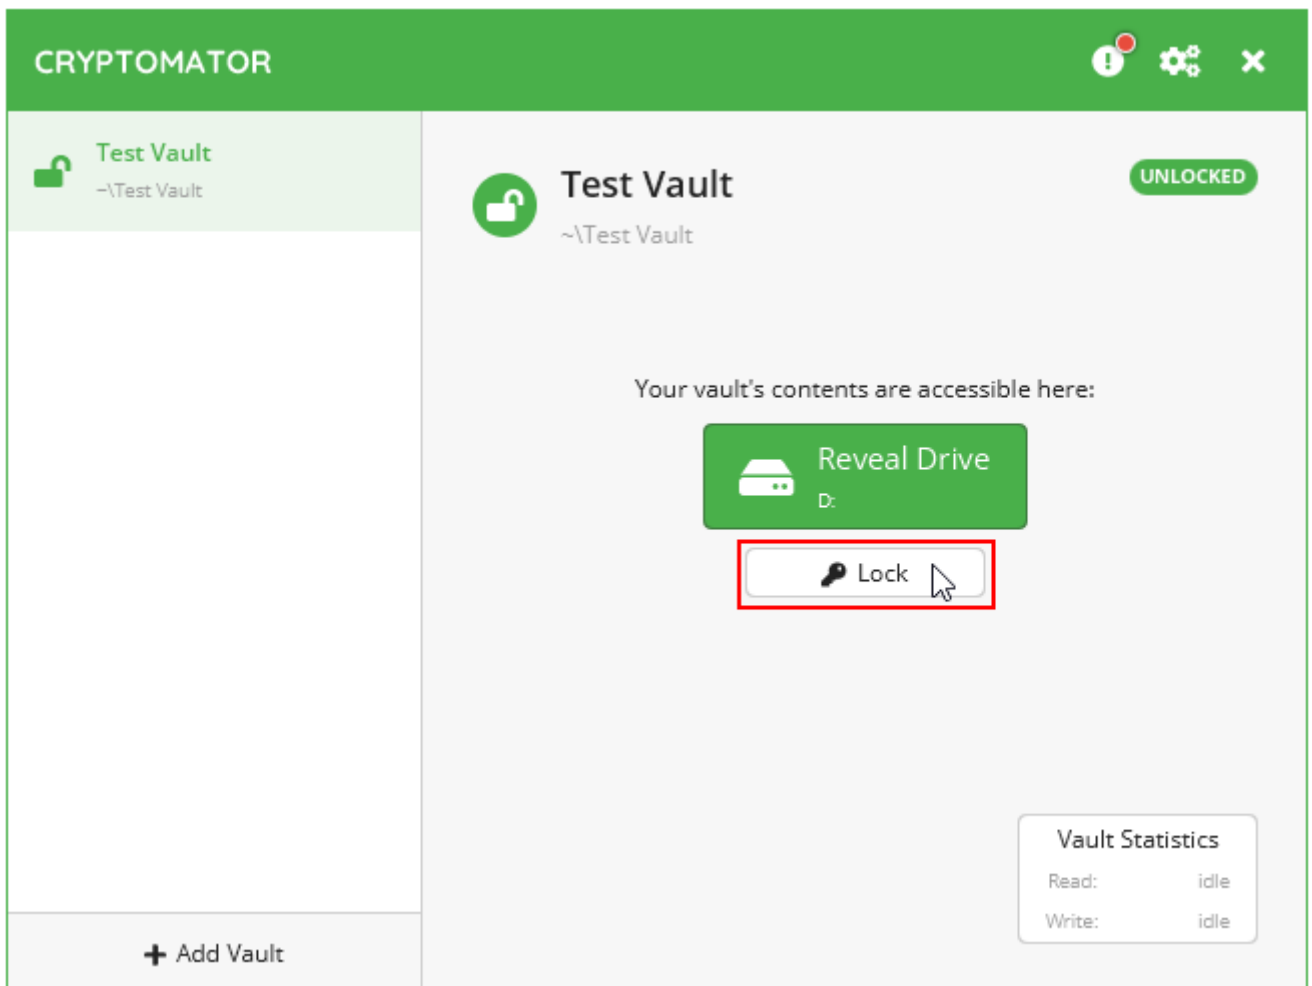 CRYPTOMATOR
Test Vault
~\Test Vault
Test Vault
UNLOCKED
~\Test Vault
Your vault's contents are accessible here:
Reveal Drive
D:
Lock
Vault Statistics
Read: idle
Write: idle
+ Add Vault